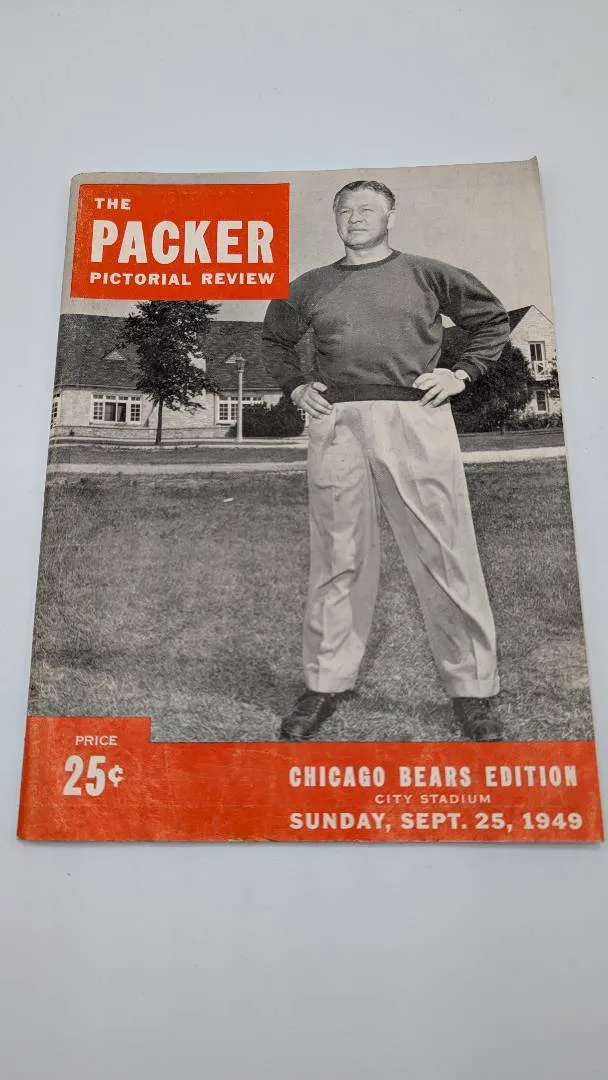 THE
PACKER
PICTORIAL REVIEW
PRICE
25¢
CHICAGO BEARS EDITION
CITY STADIUM
SUNDAY, SEPT. 25, 1949